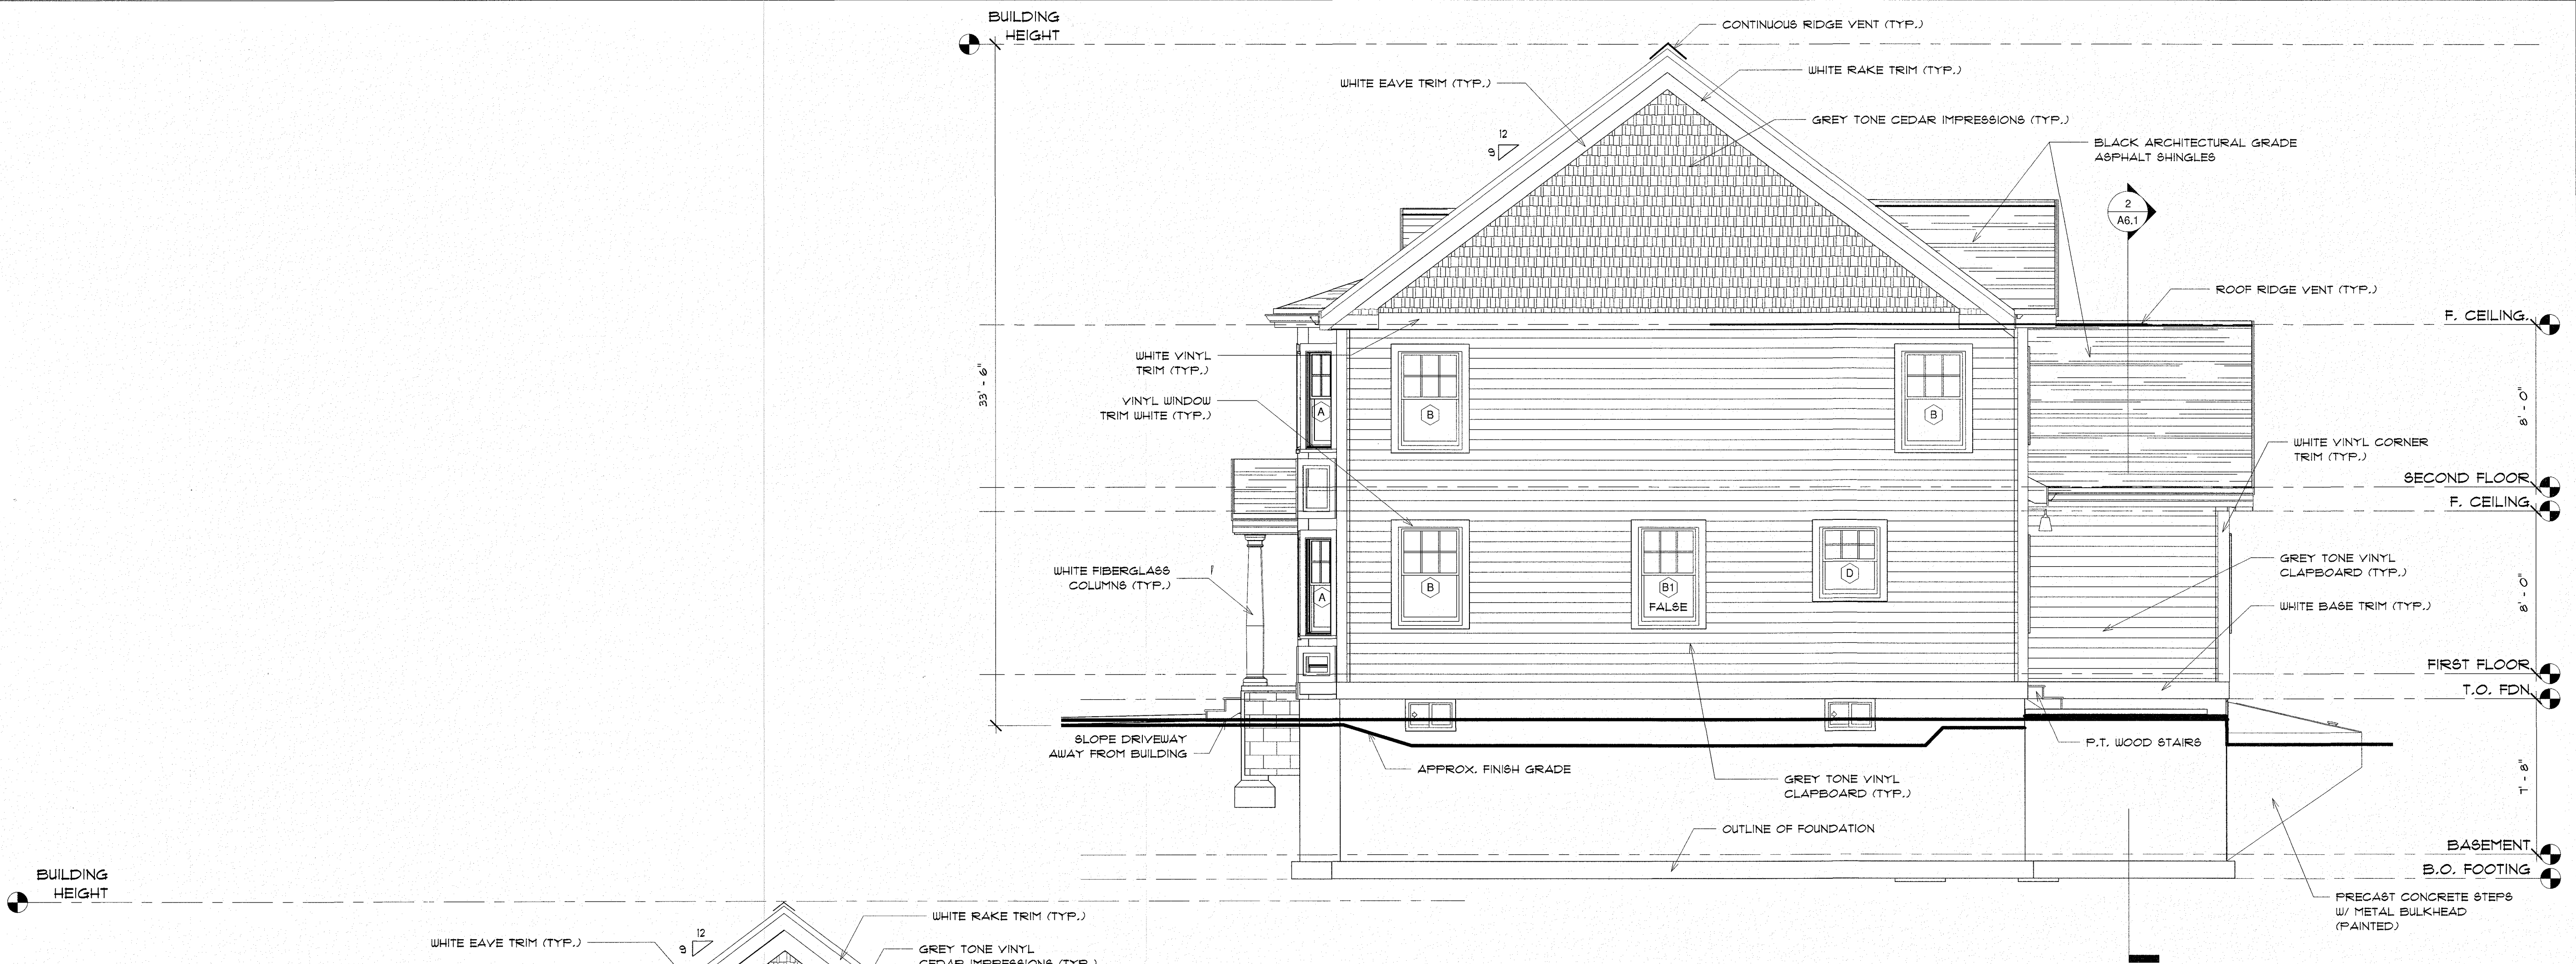 BUILDING
HEIGHT
CONTINUOUS RIDGE VENT (TYP.)
WHITE RAKE TRIM (TYP.)
WHITE EAVE TRIM (TYP.)
GREY TONE CEDAR IMPRESSIONS (TYP.)
12
9
BLACK ARCHITECTURAL GRADE
ASPHALT SHINGLES
2
A6.1
ROOF RIDGE VENT (TYP.)
F. CEILING.
WHITE VINYL
TRIM (TYP.)
33' - 6"
VINYL WINDOW
TRIM WHITE (TYP.)
A
B
B
8' - 0"
WHITE VINYL CORNER
TRIM (TYP.)
SECOND FLOOR
F. CEILING
WHITE FIBERGLASS
COLUMNS (TYP.)
A
B
B1
FALSE
D
GREY TONE VINYL
CLAPBOARD (TYP.)
8' - 0"
WHITE BASE TRIM (TYP.)
FIRST FLOOR
T.O. FDN
SLOPE DRIVEWAY
AWAY FROM BUILDING
P.T. WOOD STAIRS
APPROX. FINISH GRADE
GREY TONE VINYL
CLAPBOARD (TYP.)
7' - 8"
OUTLINE OF FOUNDATION
BASEMENT
B.O. FOOTING
PRECAST CONCRETE STEPS
W/ METAL BULKHEAD
(PAINTED)
BUILDING
HEIGHT
WHITE RAKE TRIM (TYP.)
12
9
WHITE EAVE TRIM (TYP.)
GREY TONE VINYL
CEDAR IMPRESSIONS (TYP.)